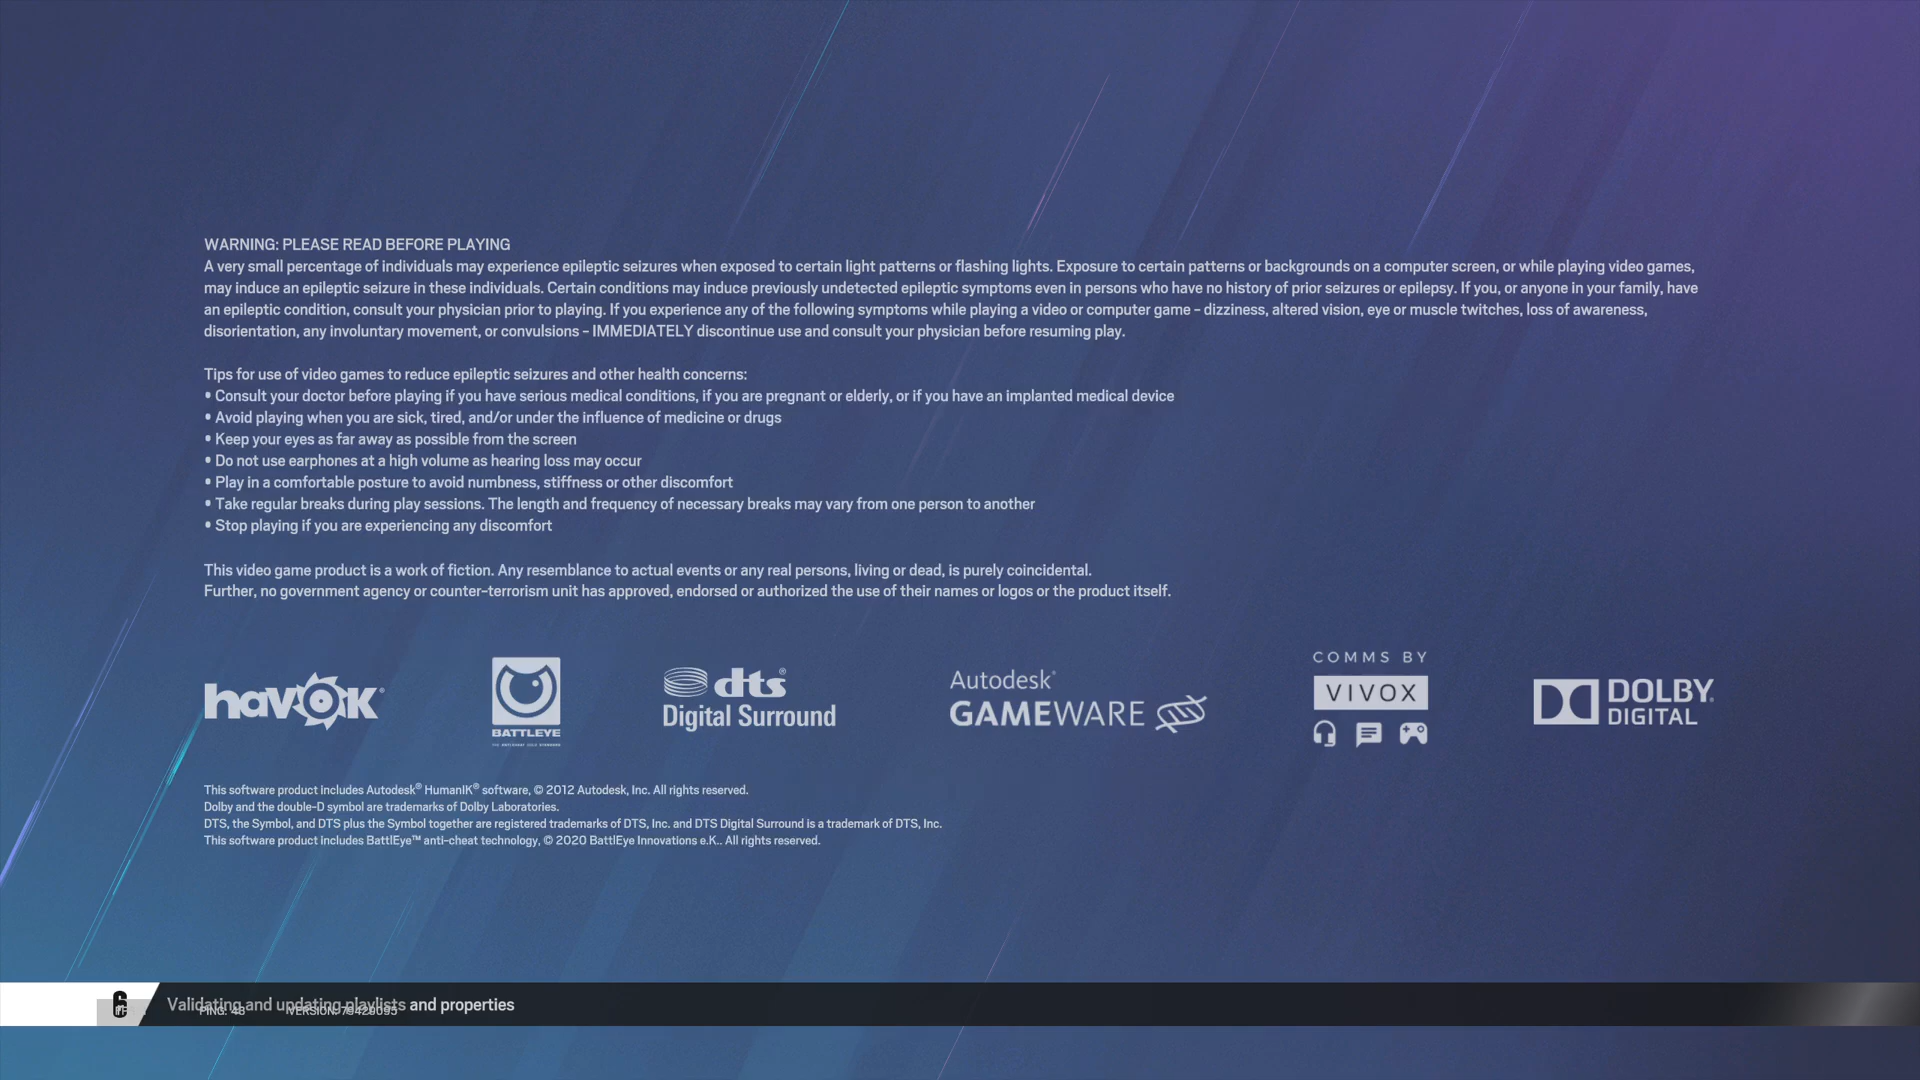 WARNING: PLEASE READ BEFORE PLAYING
A very small percentage of individuals may experience epileptic seizures when exposed to certain light patterns or flashing lights. Exposure to certain patterns or backgrounds on a computer screen, or while playing video games,
may induce an epileptic seizure in these individuals. Certain conditions may induce previously undetected epileptic symptoms even in persons who have no history of prior seizures or epilepsy. If you, or anyone in your family, have
an epileptic condition, consult your physician prior to playing. If you experience any of the following symptoms while playing a video or computer game - dizziness, altered vision, eye or muscle twitches, loss of awareness,
disorientation, any involuntary movement, or convulsions - IMMEDIATELY discontinue use and consult your physician before resuming play.
Tips for use of video games to reduce epileptic seizures and other health concerns:
• Consult your doctor before playing if you have serious medical conditions, if you are pregnant or elderly, or if you have an implanted medical device
• Avoid playing when you are sick, tired, and/or under the influence of medicine or drugs
• Keep your eyes as far away as possible from the screen
• Do not use earphones at a high volume as hearing loss may occur
• Play in a comfortable posture to avoid numbness, stiffness or other discomfort
• Take regular breaks during play sessions. The length and frequency of necessary breaks may vary from one person to another
• Stop playing if you are experiencing any discomfort
This video game product is a work of fiction. Any resemblance to actual events or any real persons, living or dead, is purely coincidental.
Further, no government agency or counter-terrorism unit has approved, endorsed or authorized the use of their names or logos or the product itself.
havok®
BATTLEYE
THE ANTI-CHEAT GOLD STANDARD
dts®
Digital Surround
Autodesk®
GAMEWARE
COMMS BY
VIVOX
DOLBY®
DIGITAL
This software product includes Autodesk® HumanIK® software, © 2012 Autodesk, Inc. All rights reserved.
Dolby and the double-D symbol are trademarks of Dolby Laboratories.
DTS, the Symbol, and DTS plus the Symbol together are registered trademarks of DTS, Inc. and DTS Digital Surround is a trademark of DTS, Inc.
This software product includes BattlEye™ anti-cheat technology, © 2020 BattlEye Innovations e.K.. All rights reserved.
6 Validating and updating playlists and properties
PING: 48 VERSION: